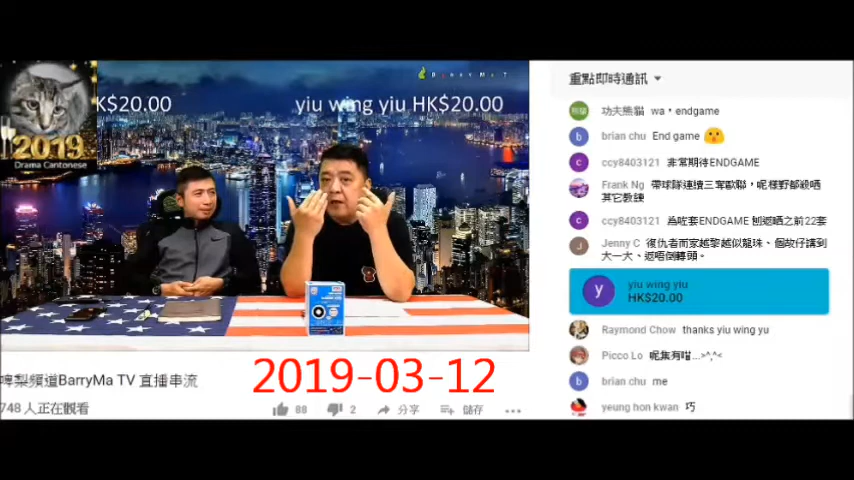 K$20.00
yiu wing yiu HK$20.00
BARRYMA T
2019
Drama Cantonese
啤梨頻道BarryMa TV 直播串流
2019-03-12
748 人正在觀看
88
2
分享
儲存
重點即時通訊
功夫熊貓 wa，endgame
brian chu End game
ccy8403121 非常期待ENDGAME
Frank Ng 帶球隊連續三奪歐聯，呢樣野都殺哂
其它教練
ccy8403121 為咗套ENDGAME 刨返晒之前22套
Jenny C 復仇者而家越黎越似龍珠、個故仔講到
大一大、返唔倒轉頭。
y
yiu wing yiu
HK$20.00
Raymond Chow thanks yiu wing yu
Picco Lo 呢集有喵...>^,^<
b
brian chu me
yeung hon kwan 巧